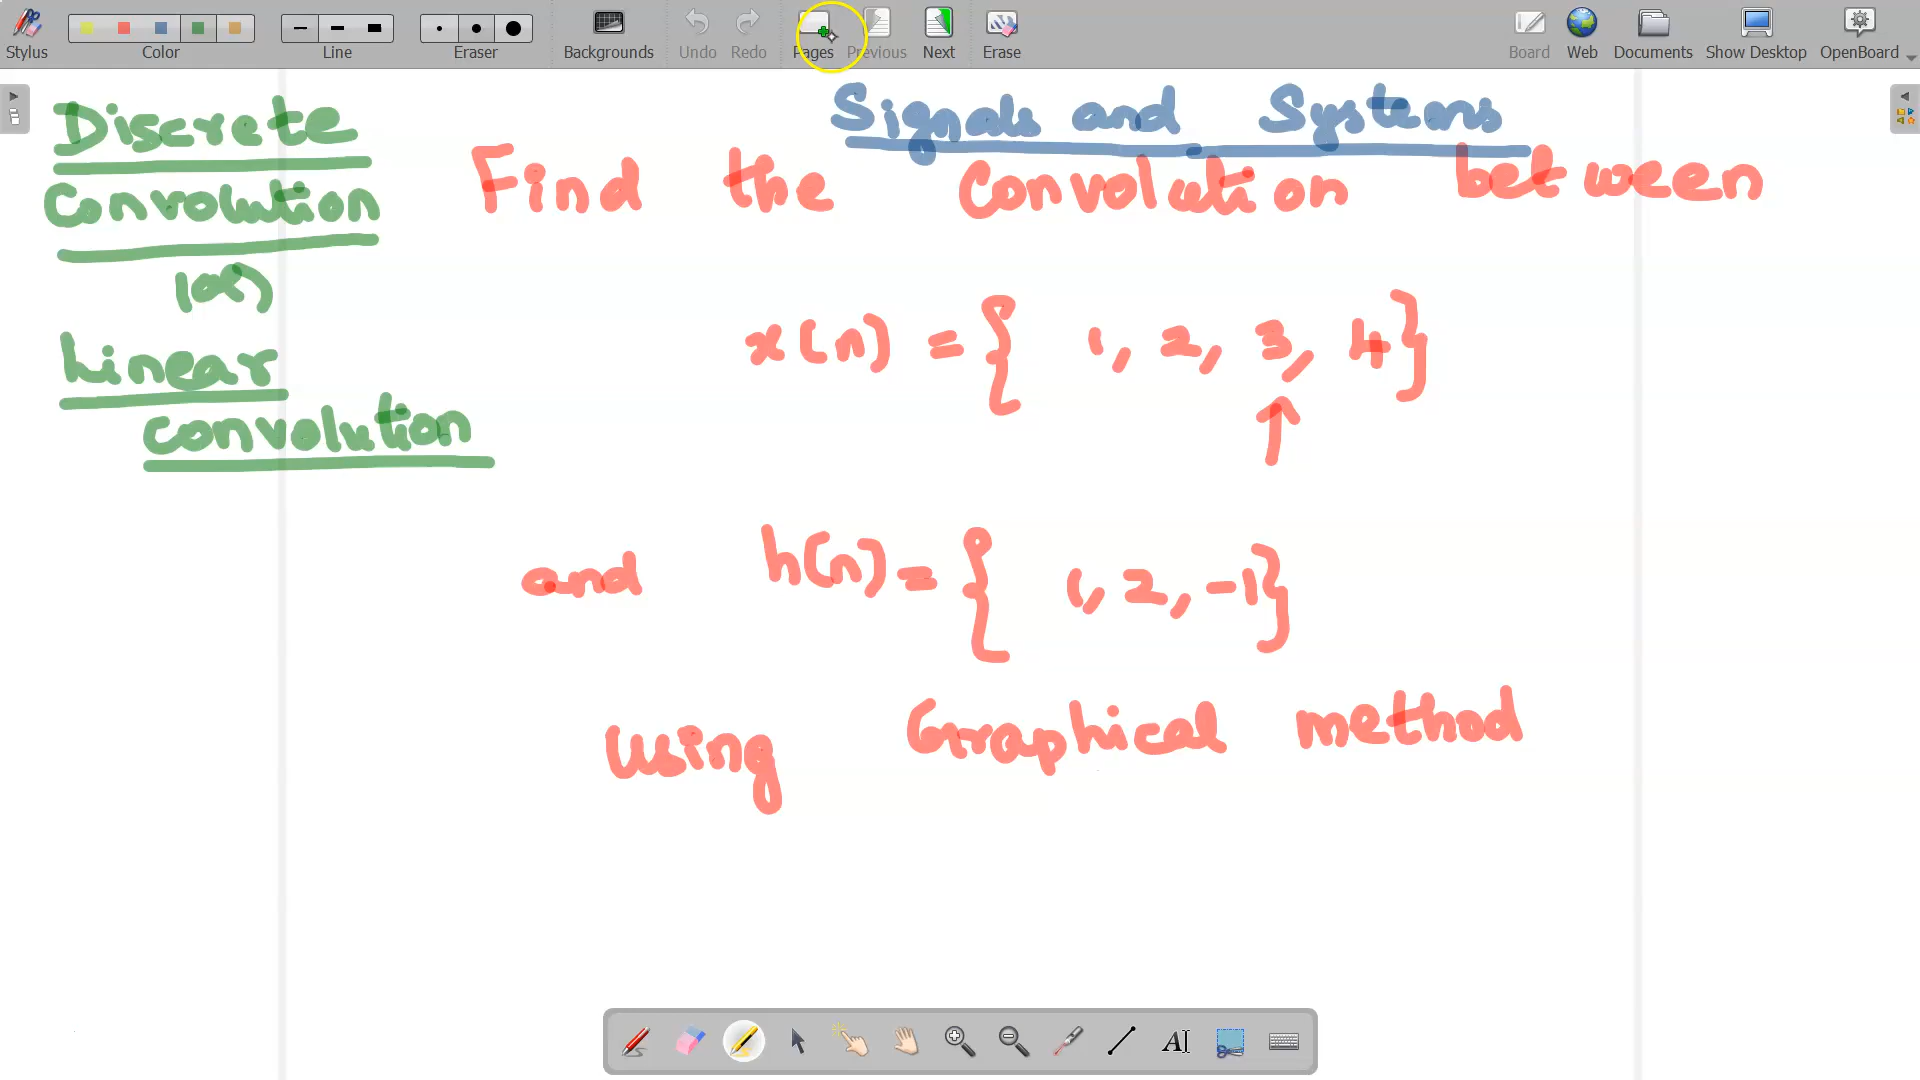 Stylus Color Line Eraser Backgrounds Undo Redo Pages Previous Next Erase Board Web Documents Show Desktop OpenBoard
Signals and Systems
Discrete
Convolution
(or)
Linear
convolution
Find the convolution between
x(n) = { 1, 2, 3, 4}
↑
and h(n) = { 1, 2, -1}
using Graphical method